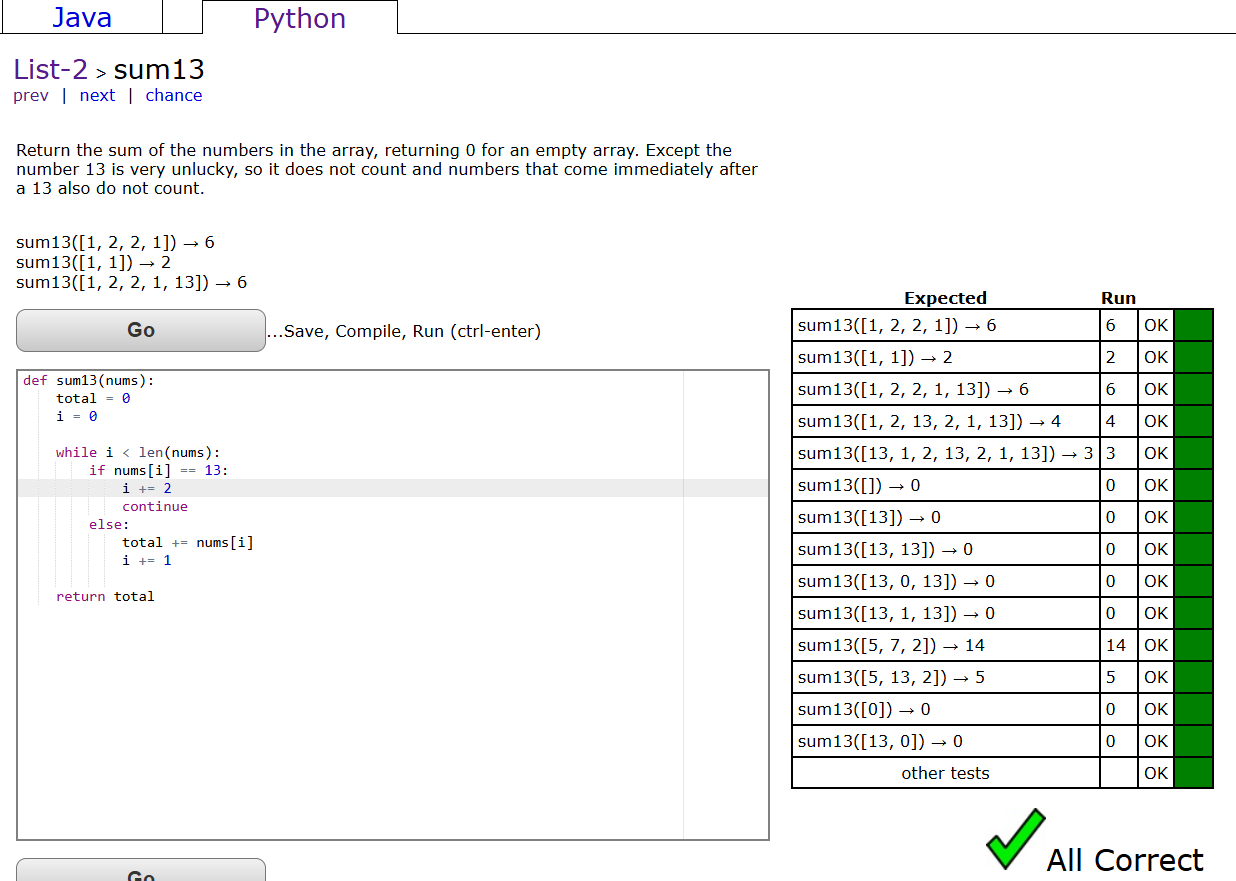 Java Python
List-2 > sum13
prev | next | chance
Return the sum of the numbers in the array, returning 0 for an empty array. Except the
number 13 is very unlucky, so it does not count and numbers that come immediately after
a 13 also do not count.
sum13([1, 2, 2, 1]) → 6
sum13([1, 1]) → 2
sum13([1, 2, 2, 1, 13]) → 6
Go ...Save, Compile, Run (ctrl-enter)
def sum13(nums):
    total = 0
    i = 0
    while i < len(nums):
        if nums[i] == 13:
            i += 2
            continue
        else:
            total += nums[i]
            i += 1
    return total
Go
Expected Run
sum13([1, 2, 2, 1]) → 6 6 OK
sum13([1, 1]) → 2 2 OK
sum13([1, 2, 2, 1, 13]) → 6 6 OK
sum13([1, 2, 13, 2, 1, 13]) → 4 4 OK
sum13([13, 1, 2, 13, 2, 1, 13]) → 3 3 OK
sum13([]) → 0 0 OK
sum13([13]) → 0 0 OK
sum13([13, 13]) → 0 0 OK
sum13([13, 0, 13]) → 0 0 OK
sum13([13, 1, 13]) → 0 0 OK
sum13([5, 7, 2]) → 14 14 OK
sum13([5, 13, 2]) → 5 5 OK
sum13([0]) → 0 0 OK
sum13([13, 0]) → 0 0 OK
other tests OK
All Correct